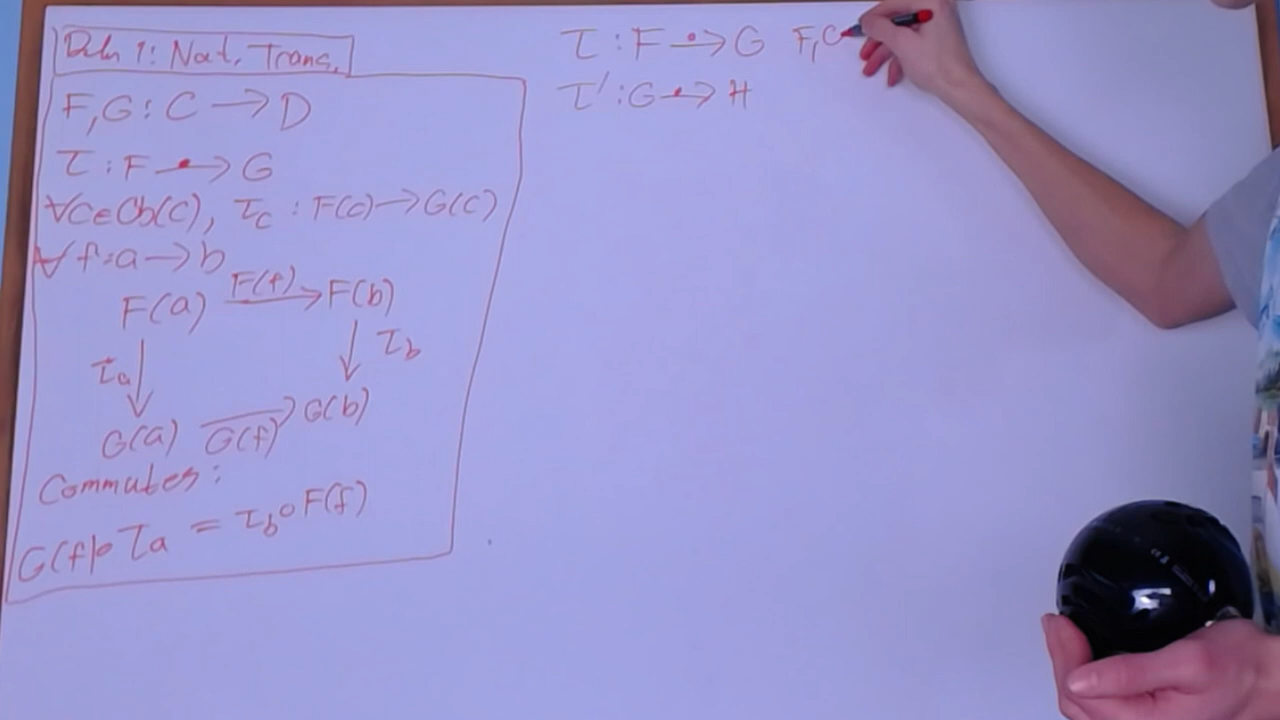 Defn 1: Nat. Trans.
F,G: C → D
τ : F ⇸ G
∀c∈Ob(C), τ_c : F(c) → G(c)
∀ f: a → b
F(a) F(f) → F(b)
τ_a ↓ ↓ τ_b
G(a) → G(f) G(b)
Commutes:
G(f) ∘ τ_a = τ_b ∘ F(f)
τ : F ⇸ G F,G
τ' : G ⇸ H